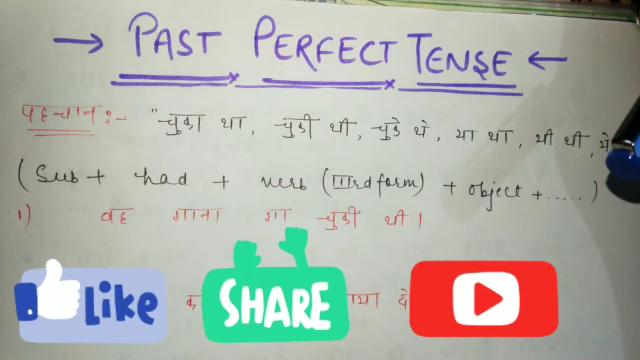 → PAST PERFECT TENSE ←
पहचान:- "चुका था, चुकी थी, चुके थे, या था, यी थी, ये
(Sub + had + verb (IIIrd form) + object + .....)
1) वह गाना गा चुकी थी।
Like SHARE